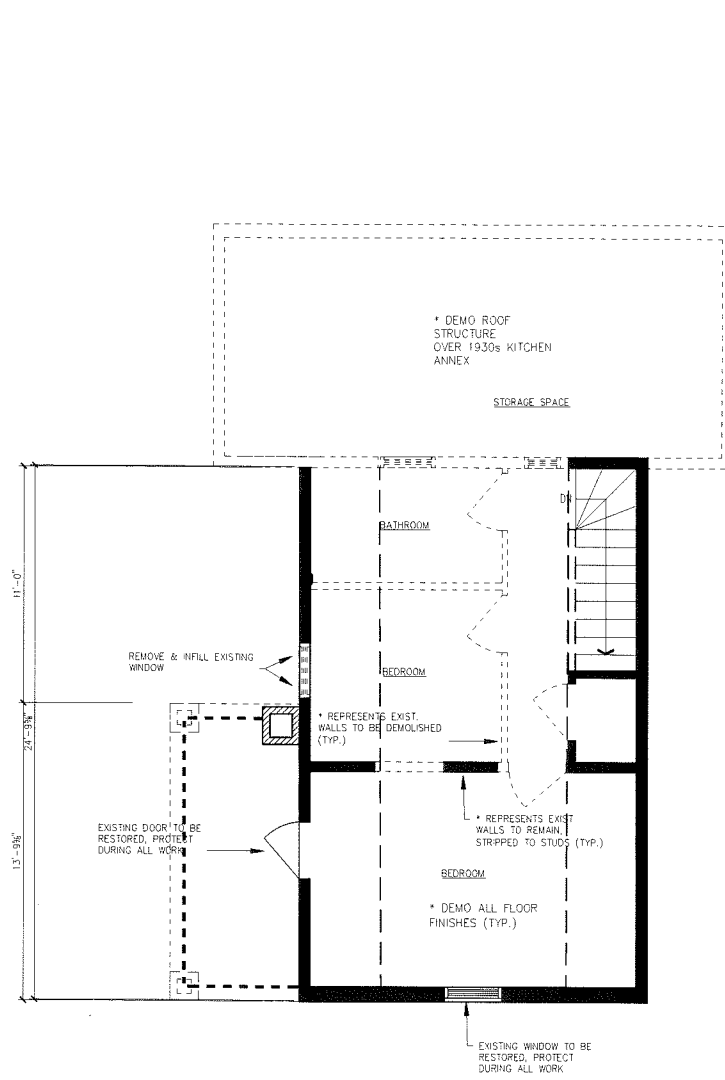 * DEMO ROOF
STRUCTURE
OVER 1930s KITCHEN
ANNEX
STORAGE SPACE
DN
BATHROOM
11'-0"
REMOVE & INFILL EXISTING
WINDOW
BEDROOM
* REPRESENTS EXIST.
WALLS TO BE DEMOLISHED
(TYP.)
24'-9⅝"
* REPRESENTS EXIST
WALLS TO REMAIN,
STRIPPED TO STUDS (TYP.)
EXISTING DOOR TO BE
RESTORED, PROTECT
DURING ALL WORK
13'-9⅝"
BEDROOM
* DEMO ALL FLOOR
FINISHES (TYP.)
EXISTING WINDOW TO BE
RESTORED, PROTECT
DURING ALL WORK